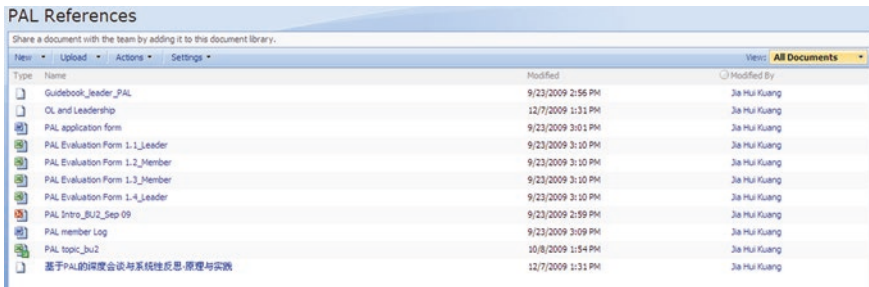 PAL References
Share a document with the team by adding it to this document library.
New Upload Actions Settings View: All Documents
Type Name Modified Modified By
Guidebook_leader_PAL 9/23/2009 2:56 PM Jia Hui Kuang
OL and Leadership 12/7/2009 1:31 PM Jia Hui Kuang
PAL application form 9/23/2009 3:01 PM Jia Hui Kuang
PAL Evaluation Form 1.1_Leader 9/23/2009 3:10 PM Jia Hui Kuang
PAL Evaluation Form 1.2_Member 9/23/2009 3:10 PM Jia Hui Kuang
PAL Evaluation Form 1.3_Member 9/23/2009 3:10 PM Jia Hui Kuang
PAL Evaluation Form 1.4_Leader 9/23/2009 3:10 PM Jia Hui Kuang
PAL Intro_BU2_Sep 09 9/23/2009 2:59 PM Jia Hui Kuang
PAL member Log 9/23/2009 3:09 PM Jia Hui Kuang
PAL topic_bu2 10/8/2009 1:54 PM Jia Hui Kuang
基于PAL的深度会谈与系统性反思-原理与实践 12/7/2009 1:31 PM Jia Hui Kuang